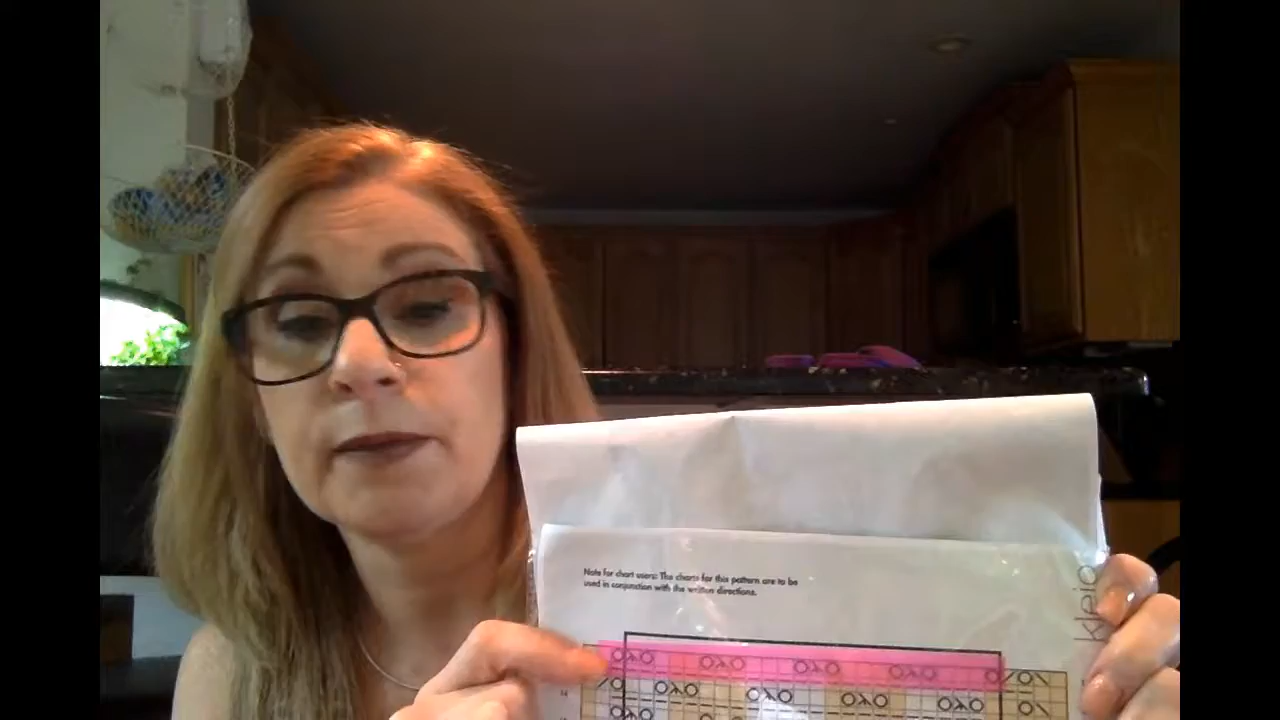 Note for chart users: The charts for this pattern are to be
used in conjunction with the written directions.
klein